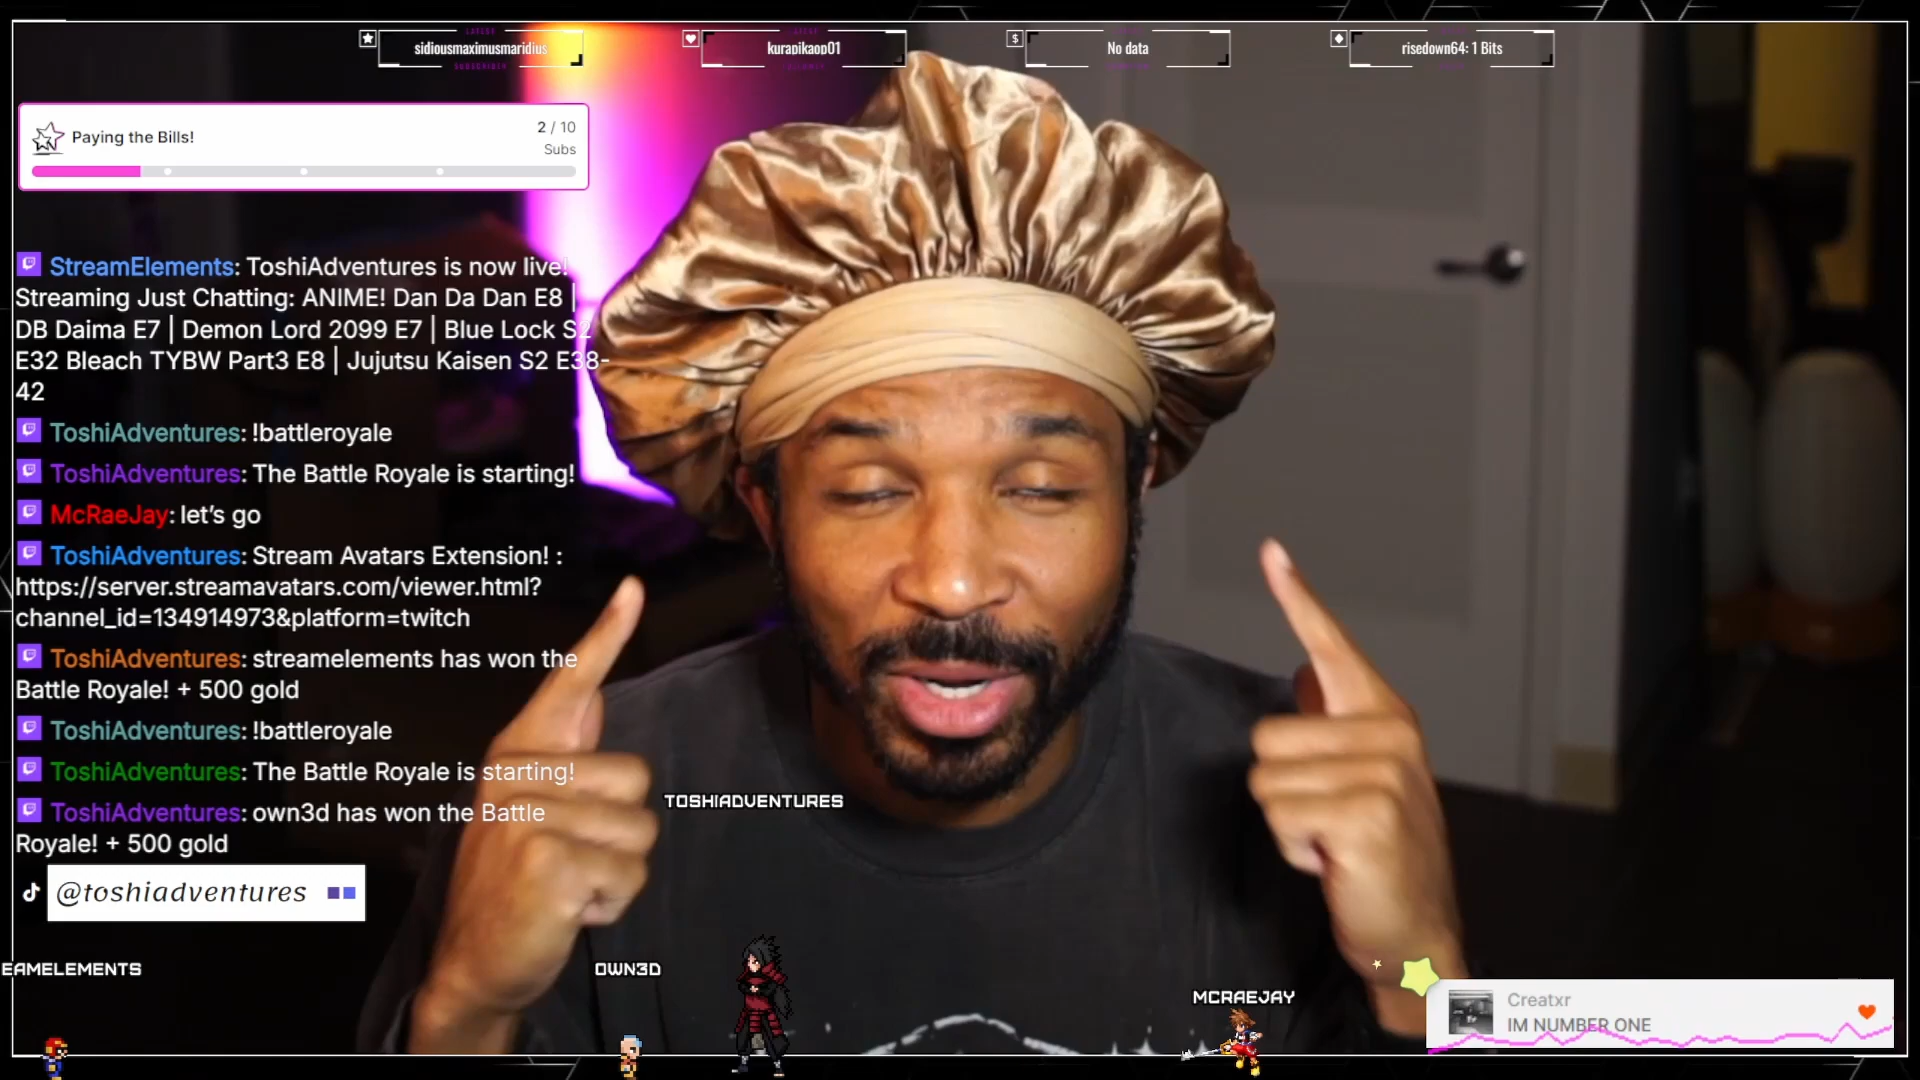 LATEST
sidiousmaximusmaridius
SUBSCRIBER
LATEST
kurapikaop01
FOLLOWER
No data
risedown64: 1 Bits
Paying the Bills!
2 / 10
Subs
StreamElements: ToshiAdventures is now live!
Streaming Just Chatting: ANIME! Dan Da Dan E8 |
DB Daima E7 | Demon Lord 2099 E7 | Blue Lock S2
E32 Bleach TYBW Part3 E8 | Jujutsu Kaisen S2 E38-
42
ToshiAdventures: !battleroyale
ToshiAdventures: The Battle Royale is starting!
McRaeJay: let’s go
ToshiAdventures: Stream Avatars Extension! :
https://server.streamavatars.com/viewer.html?
channel_id=134914973&platform=twitch
ToshiAdventures: streamelements has won the
Battle Royale! + 500 gold
ToshiAdventures: !battleroyale
ToshiAdventures: The Battle Royale is starting!
ToshiAdventures: own3d has won the Battle
Royale! + 500 gold
TOSHIADVENTURES
@toshiadventures
EAMELEMENTS
OWN3D
MCRAEJAY
Creatxr
IM NUMBER ONE